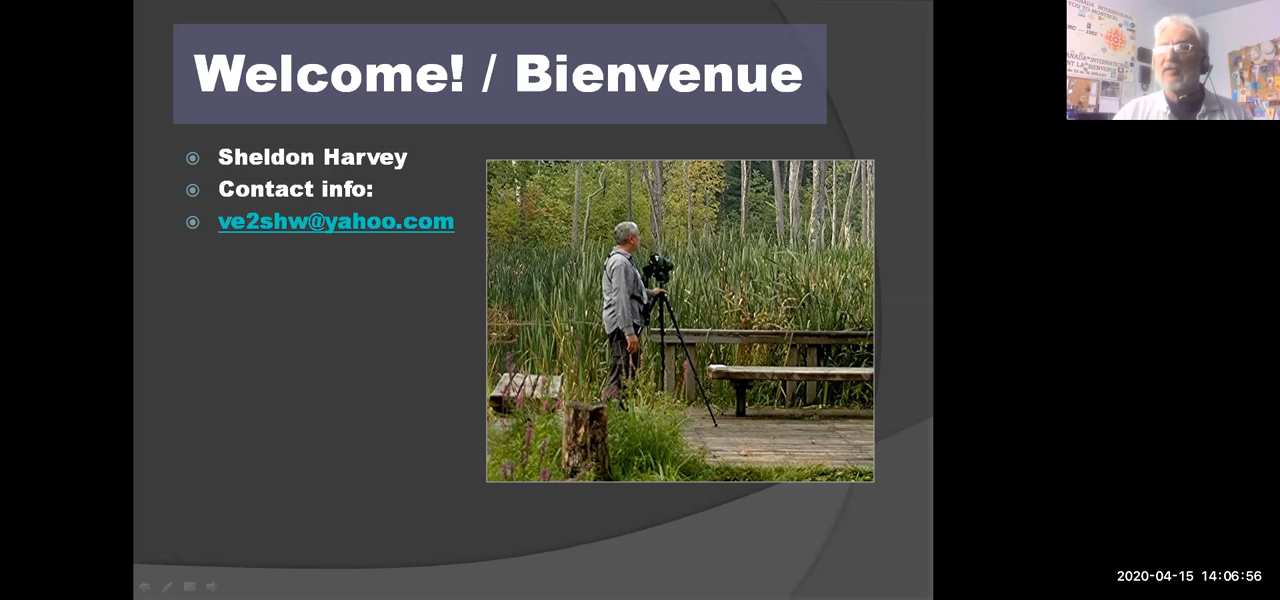 Welcome! / Bienvenue
Sheldon Harvey
Contact info:
ve2shw@yahoo.com
2020-04-15 14:06:56